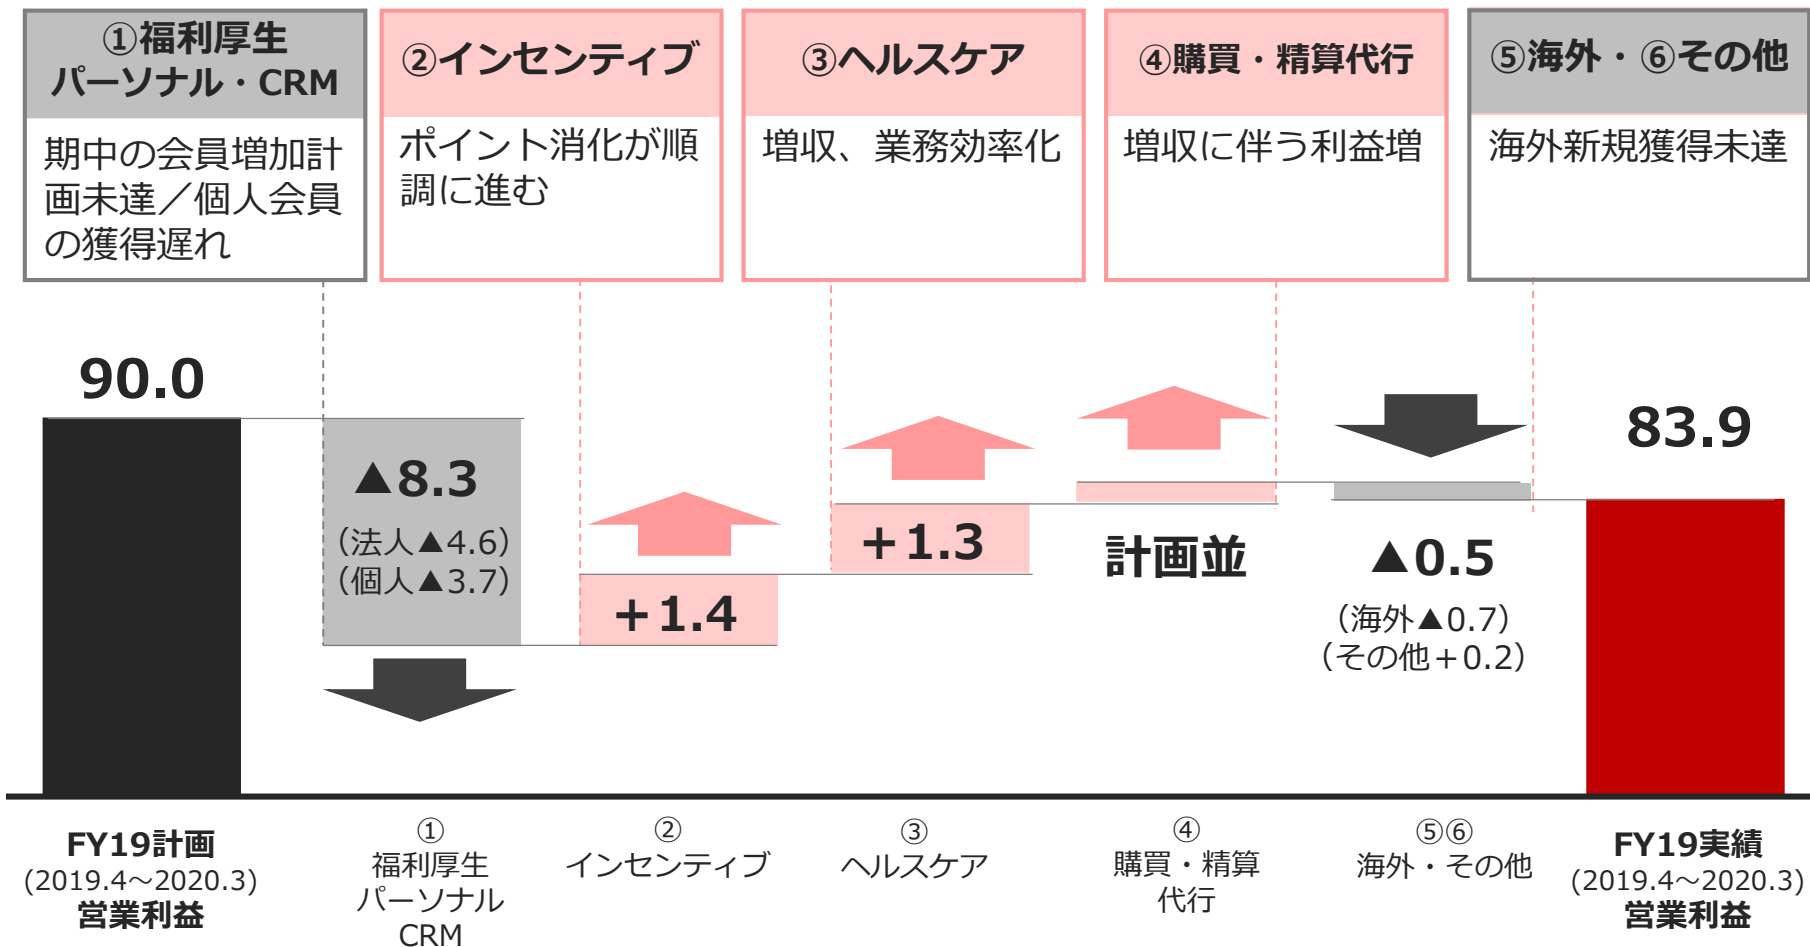 ①福利厚生
パーソナル・CRM
期中の会員増加計
画未達／個人会員
の獲得遅れ
②インセンティブ
ポイント消化が順
調に進む
③ヘルスケア
増収、業務効率化
④購買・精算代行
増収に伴う利益増
⑤海外・⑥その他
海外新規獲得未達
90.0
▲8.3
（法人▲4.6）
（個人▲3.7）
＋1.4
＋1.3
計画並
▲0.5
（海外▲0.7）
（その他＋0.2）
83.9
FY19計画
(2019.4～2020.3)
営業利益
①
福利厚生
パーソナル
CRM
②
インセンティブ
③
ヘルスケア
④
購買・精算
代行
⑤⑥
海外・その他
FY19実績
(2019.4～2020.3)
営業利益